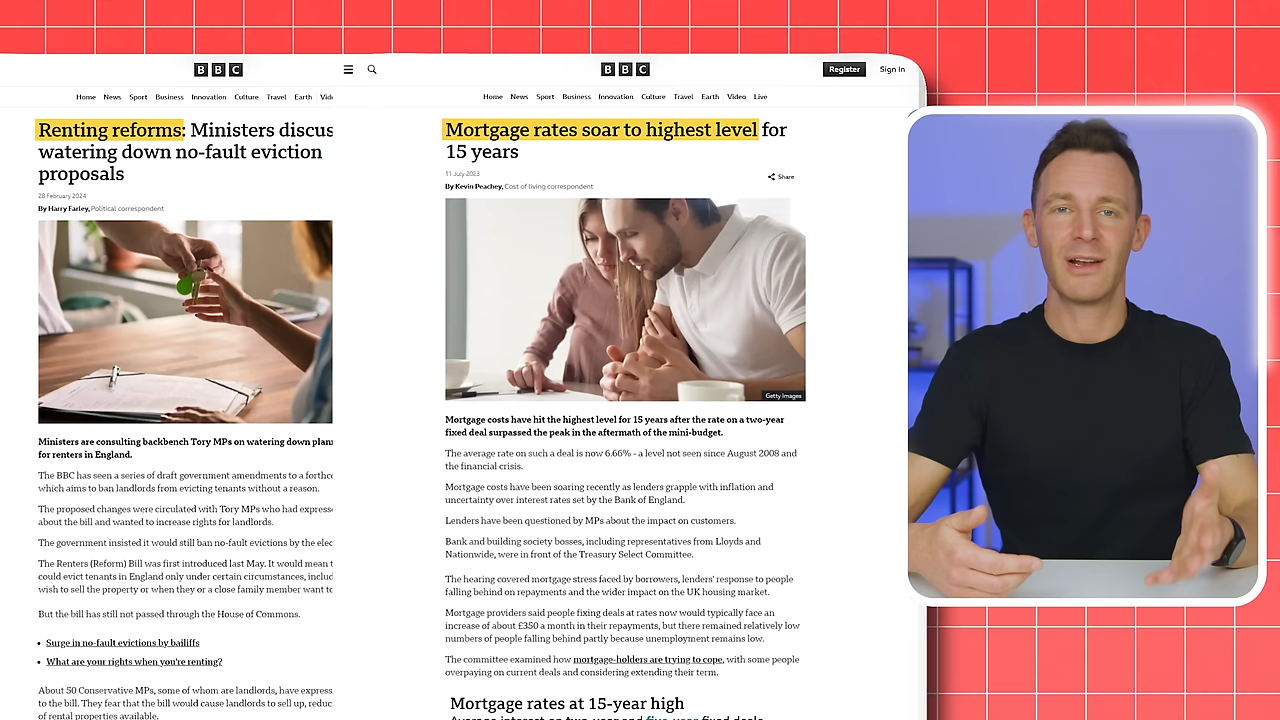 BBC
Home News Sport Business Innovation Culture Travel Earth
Renting reforms: Ministers discus
watering down no-fault eviction
proposals
28 February 2024
By Harry Farley, Political correspondent
Ministers are consulting backbench Tory MPs on watering down plan
for renters in England.
The BBC has seen a series of draft government amendments to a forthc
which aims to ban landlords from evicting tenants without a reason.
The proposed changes were circulated with Tory MPs who had express
about the bill and wanted to increase rights for landlords.
The government insisted it would still ban no-fault evictions by the elec
The Renters (Reform) Bill was first introduced last May. It would mean t
could evict tenants in England only under certain circumstances, includ
wish to sell the property or when they or a close family member want to
But the bill has still not passed through the House of Commons.
• Surge in no-fault evictions by bailiffs
• What are your rights when you're renting?
About 50 Conservative MPs, some of whom are landlords, have express
to the bill. They fear that the bill would cause landlords to sell up, reduc
of rental properties available.
BBC
Register Sign in
Home News Sport Business Innovation Culture Travel Earth Video Live
Mortgage rates soar to highest level for
15 years
11 July 2023
Share
By Kevin Peachey, Cost of living correspondent
Getty Images
Mortgage costs have hit the highest level for 15 years after the rate on a two-year
fixed deal surpassed the peak in the aftermath of the mini-budget.
The average rate on such a deal is now 6.66% - a level not seen since August 2008 and
the financial crisis.
Mortgage costs have been soaring recently as lenders grapple with inflation and
uncertainty over interest rates set by the Bank of England.
Lenders have been questioned by MPs about the impact on customers.
Bank and building society bosses, including representatives from Lloyds and
Nationwide, were in front of the Treasury Select Committee.
The hearing covered mortgage stress faced by borrowers, lenders' response to people
falling behind on repayments and the wider impact on the UK housing market.
Mortgage providers said people fixing deals at rates now would typically face an
increase of about £350 a month in their repayments, but there remained relatively low
numbers of people falling behind partly because unemployment remains low.
The committee examined how mortgage-holders are trying to cope, with some people
overpaying on current deals and considering extending their term.
Mortgage rates at 15-year high
Average interest on two-year and five-year fixed deals